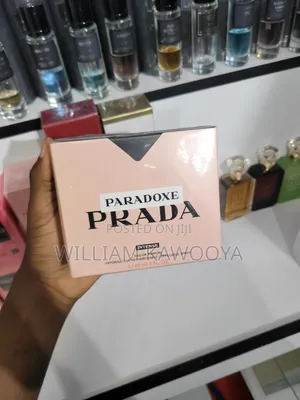 PARADOXE
PRADA
POSTED ON JIJI
WILLIAM KAWOOYA
INTENSE